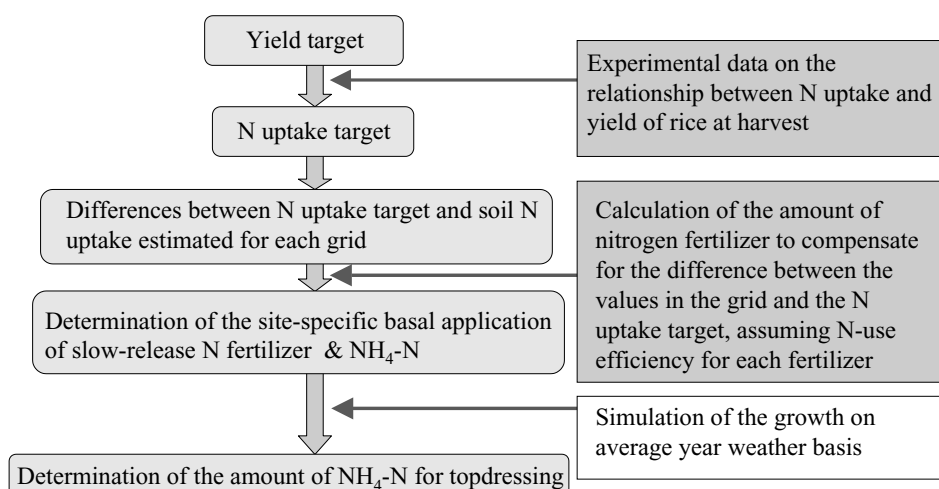 Yield target
Experimental data on the
relationship between N uptake and
yield of rice at harvest
N uptake target
Differences between N uptake target and soil N
uptake estimated for each grid
Calculation of the amount of
nitrogen fertilizer to compensate
for the difference between the
values in the grid and the N
uptake target, assuming N-use
efficiency for each fertilizer
Determination of the site-specific basal application
of slow-release N fertilizer & NH₄-N
Simulation of the growth on
average year weather basis
Determination of the amount of NH₄-N for topdressing